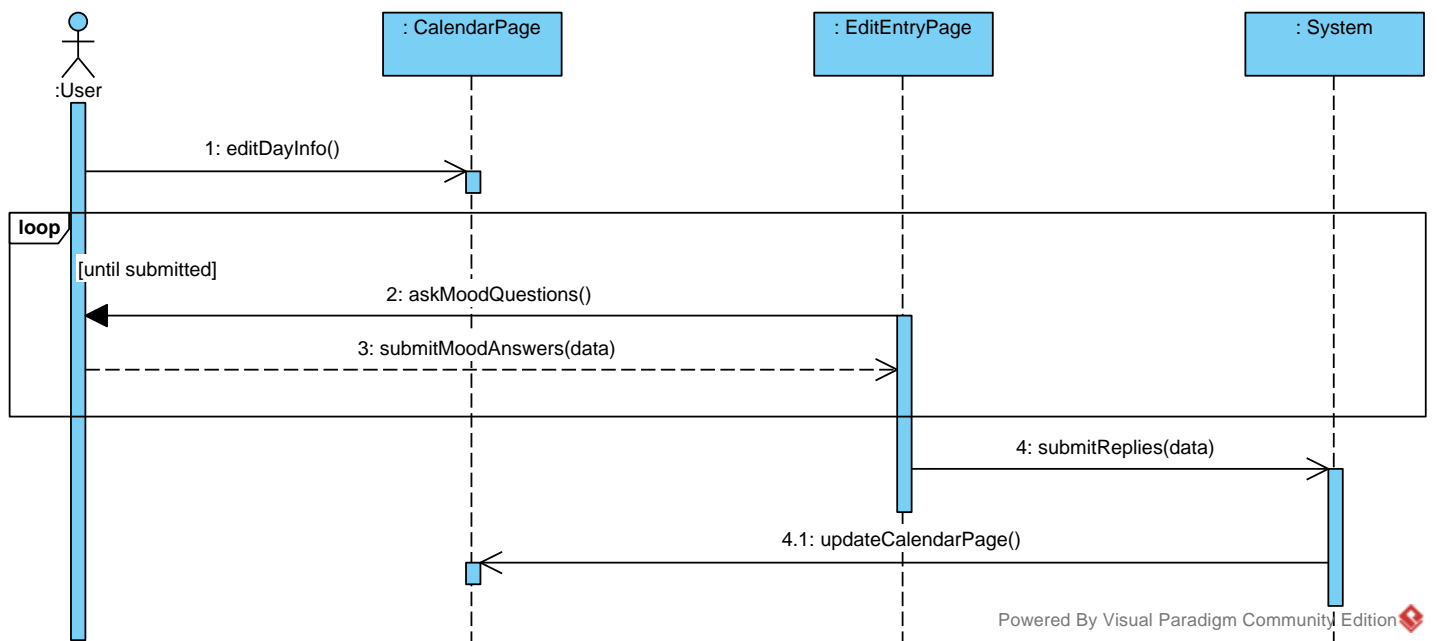 : CalendarPage
: EditEntryPage
: System
:User
1: editDayInfo()
loop
[until submitted]
2: askMoodQuestions()
3: submitMoodAnswers(data)
4: submitReplies(data)
4.1: updateCalendarPage()
Powered By Visual Paradigm Community Edition